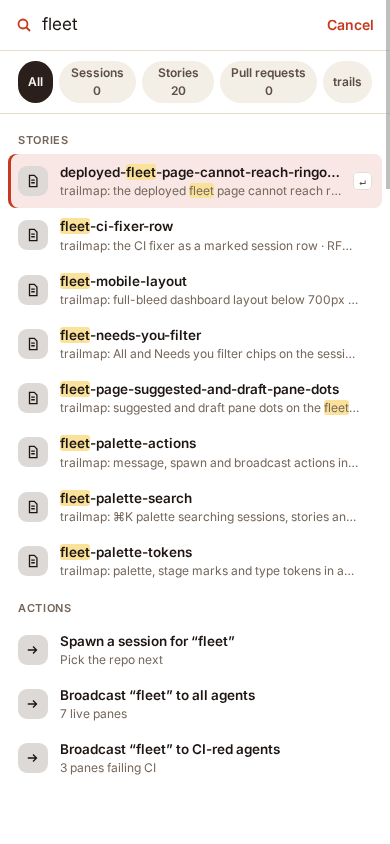 fleet
Cancel
All
Sessions
0
Stories
20
Pull requests
0
trails
STORIES
deployed-fleet-page-cannot-reach-ringo...
trailmap: the deployed fleet page cannot reach r...
↵
fleet-ci-fixer-row
trailmap: the CI fixer as a marked session row · RF...
fleet-mobile-layout
trailmap: full-bleed dashboard layout below 700px ...
fleet-needs-you-filter
trailmap: All and Needs you filter chips on the sessi...
fleet-page-suggested-and-draft-pane-dots
trailmap: suggested and draft pane dots on the fleet...
fleet-palette-actions
trailmap: message, spawn and broadcast actions in...
fleet-palette-search
trailmap: ⌘K palette searching sessions, stories an...
fleet-palette-tokens
trailmap: palette, stage marks and type tokens in a...
ACTIONS
Spawn a session for “fleet”
Pick the repo next
Broadcast “fleet” to all agents
7 live panes
Broadcast “fleet” to CI-red agents
3 panes failing CI